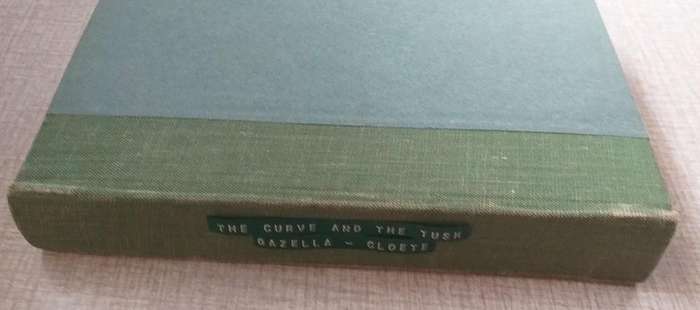 THE CURVE AND THE TUSK
GAZELLA - CLOETE